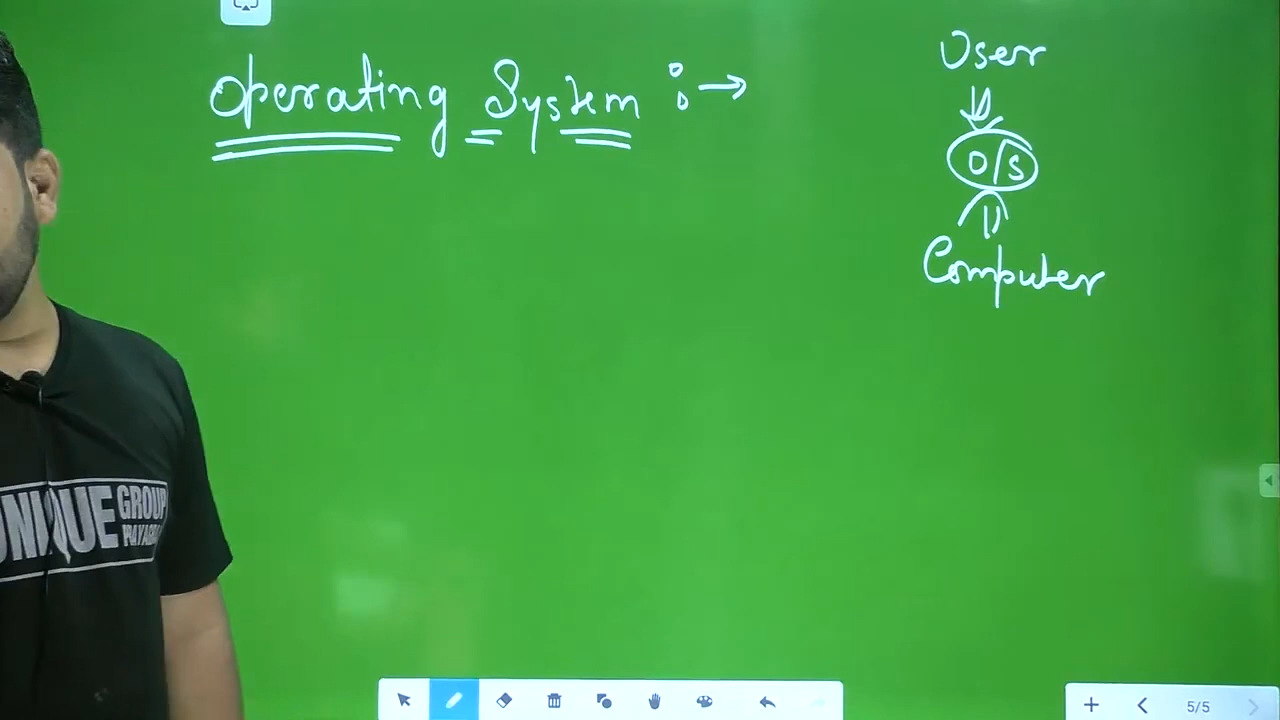 Operating System :→
User
O/S
Computer
UNIQUE GROUP
5/5